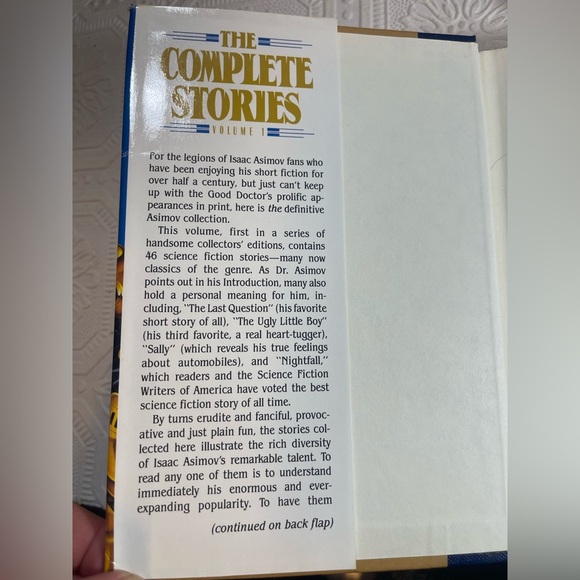 THE
COMPLETE
STORIES
VOLUME 1
For the legions of Isaac Asimov fans who
have been enjoying his short fiction for
over half a century, but just can't keep
up with the Good Doctor's prolific ap-
pearances in print, here is the definitive
Asimov collection.
This volume, first in a series of
handsome collectors' editions, contains
46 science fiction stories—many now
classics of the genre. As Dr. Asimov
points out in his Introduction, many also
hold a personal meaning for him, in-
cluding, "The Last Question" (his favorite
short story of all), "The Ugly Little Boy"
(his third favorite, a real heart-tugger),
"Sally" (which reveals his true feelings
about automobiles), and "Nightfall,"
which readers and the Science Fiction
Writers of America have voted the best
science fiction story of all time.
By turns erudite and fanciful, provoc-
ative and just plain fun, the stories col-
lected here illustrate the rich diversity
of Isaac Asimov's remarkable talent. To
read any one of them is to understand
immediately his enormous and ever-
expanding popularity. To have them
(continued on back flap)